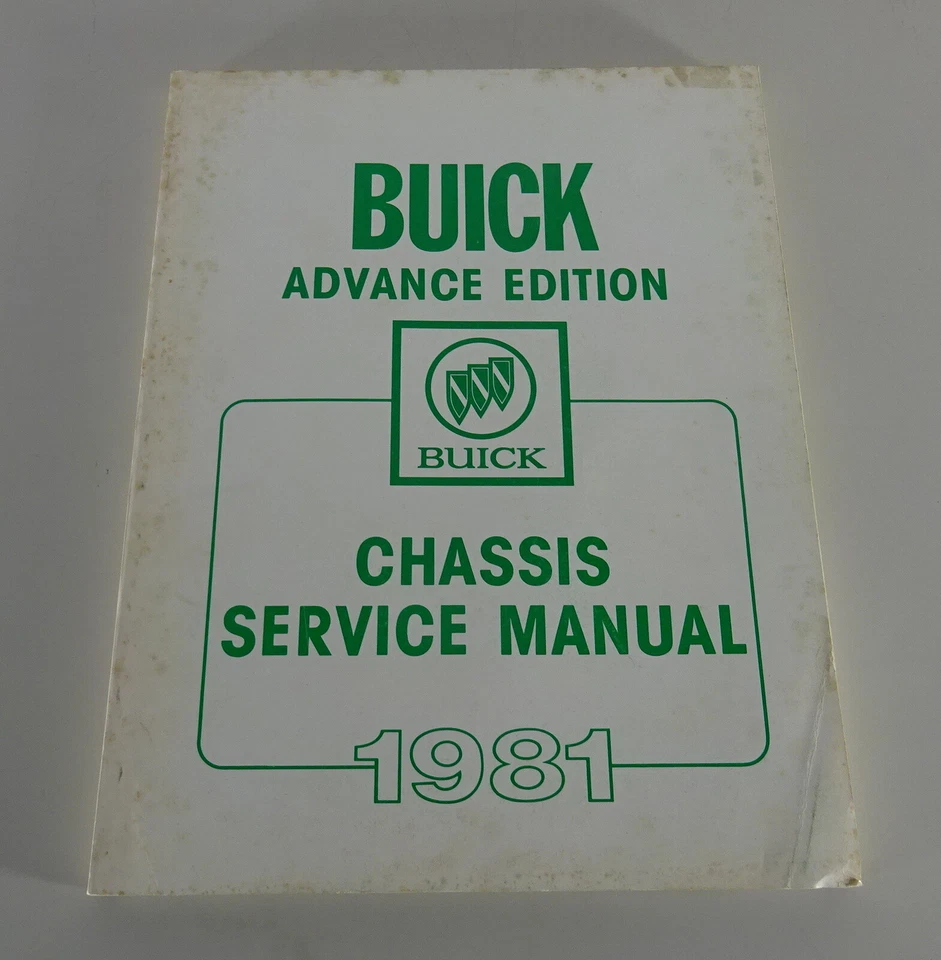 BUICK
ADVANCE EDITION
BUICK
CHASSIS
SERVICE MANUAL
1981